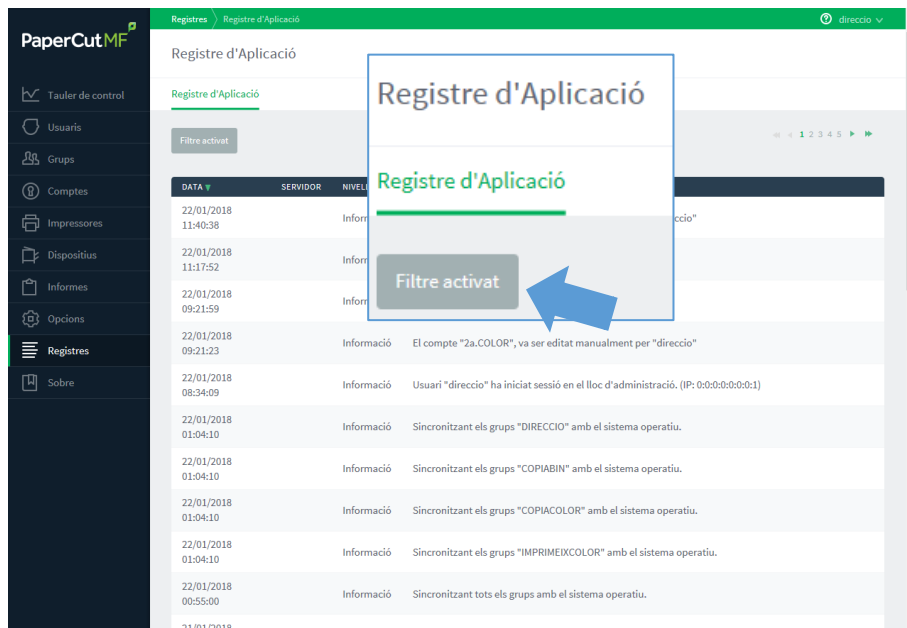 PaperCutMF
Registres
Registre d'Aplicació
direccio
Registre d'Aplicació
Tauler de control
Usuaris
Grups
Comptes
Impressores
Dispositius
Informes
Opcions
Registres
Sobre
Registre d'Aplicació
Filtre activat
1 2 3 4 5
Registre d'Aplicació
Registre d'Aplicació
Filtre activat
DATA SERVIDOR
22/01/2018
11:40:38
22/01/2018
11:17:52
22/01/2018
09:21:59
22/01/2018
09:21:23
Informació El compte "2a.COLOR", va ser editat manualment per "direccio"
22/01/2018
08:34:09
Informació Usuari "direccio" ha iniciat sessió en el lloc d'administració. (IP: 0:0:0:0:0:0:0:1)
22/01/2018
01:04:10
Informació Sincronitzant els grups "DIRECCIO" amb el sistema operatiu.
22/01/2018
01:04:10
Informació Sincronitzant els grups "COPIABIN" amb el sistema operatiu.
22/01/2018
01:04:10
Informació Sincronitzant els grups "COPIACOLOR" amb el sistema operatiu.
22/01/2018
01:04:10
Informació Sincronitzant els grups "IMPRIMEIXCOLOR" amb el sistema operatiu.
22/01/2018
00:55:00
Informació Sincronitzant tots els grups amb el sistema operatiu.